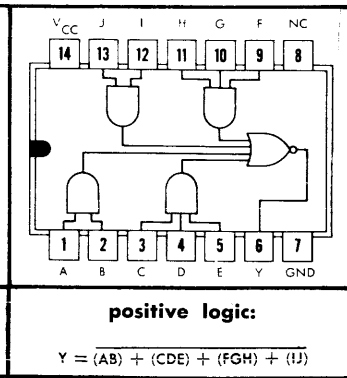 VCC J I H G F NC
14 13 12 11 10 9 8
1 2 3 4 5 6 7
A B C D E Y GND
positive logic:
Y = (AB) + (CDE) + (FGH) + (IJ)